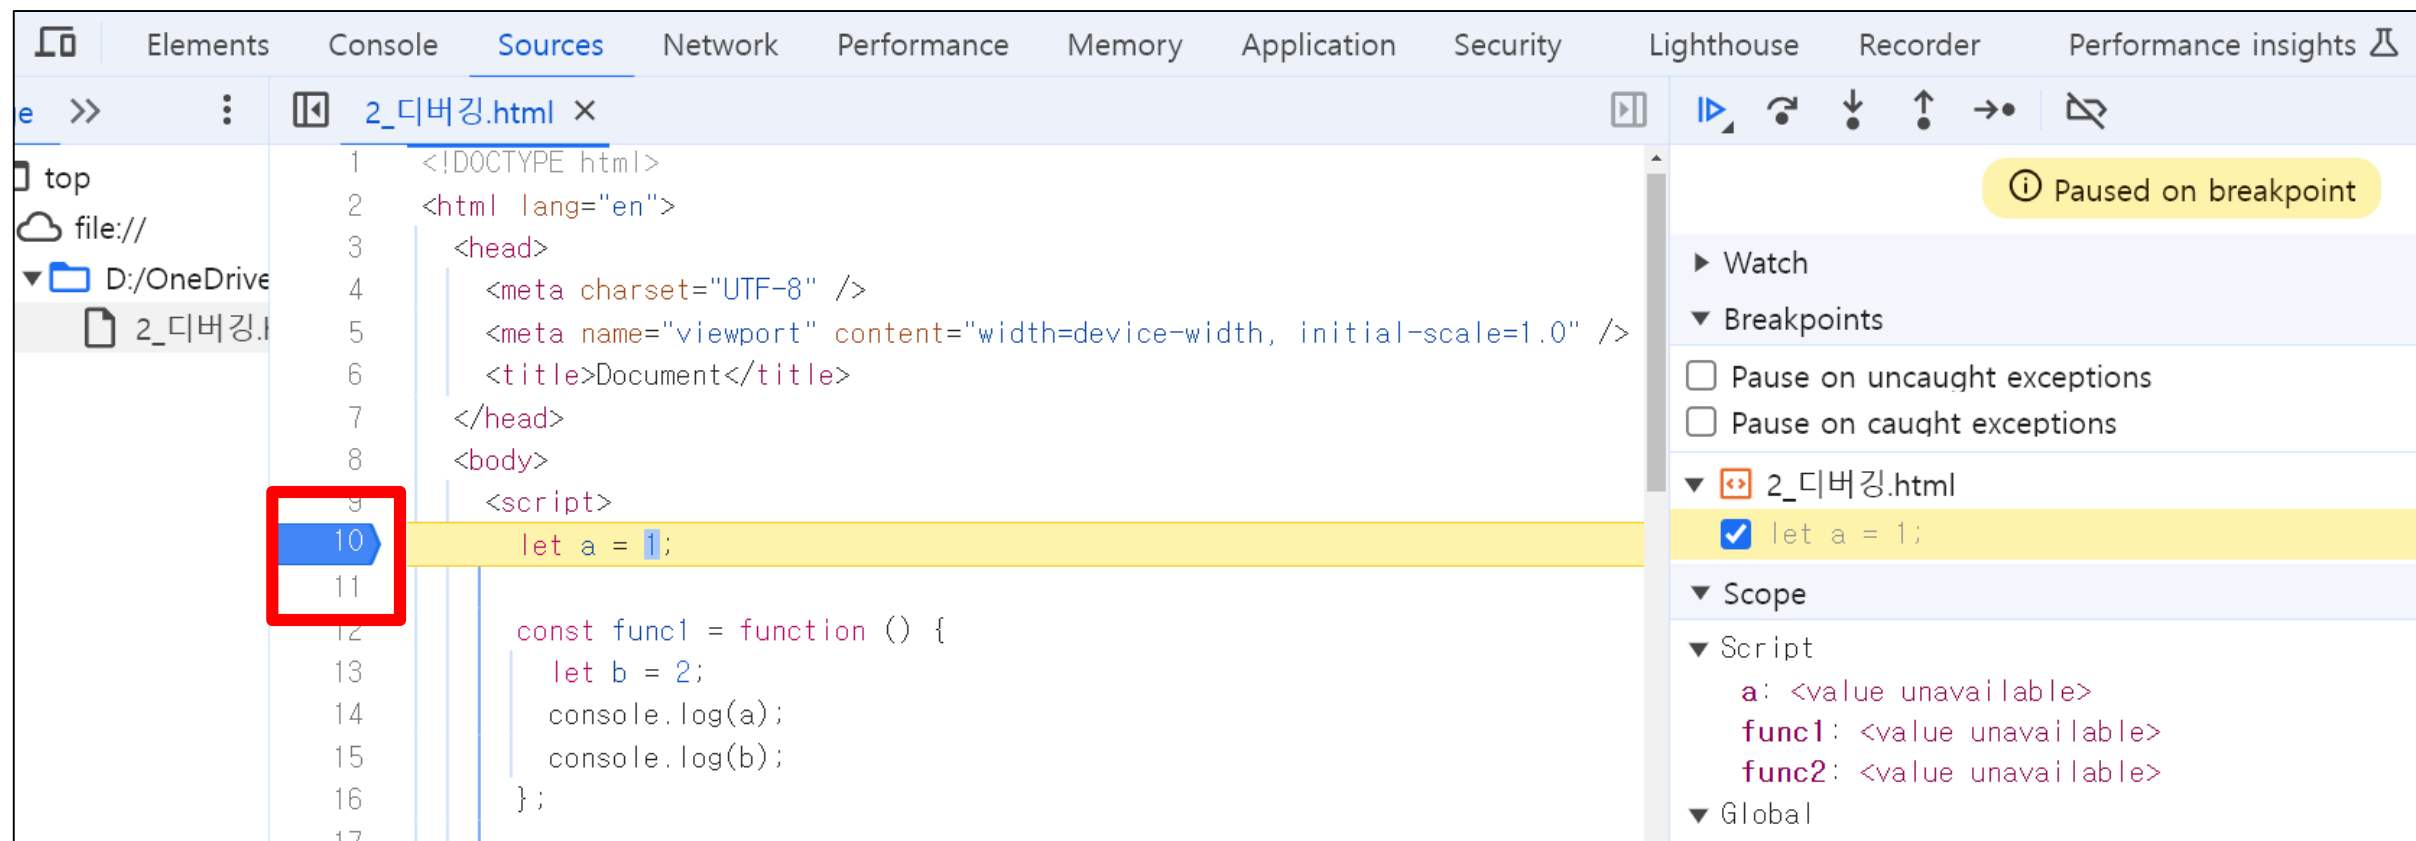 Elements Console Sources Network Performance Memory Application Security Lighthouse Recorder Performance insights
e
2_디버깅.html
top
file://
D:/OneDrive
2_디버깅.
1 <!DOCTYPE html>
2 <html lang="en">
3 <head>
4 <meta charset="UTF-8" />
5 <meta name="viewport" content="width=device-width, initial-scale=1.0" />
6 <title>Document</title>
7 </head>
8 <body>
9 <script>
10 let a = 1;
11
12 const func1 = function () {
13 let b = 2;
14 console.log(a);
15 console.log(b);
16 };
17
Paused on breakpoint
Watch
Breakpoints
Pause on uncaught exceptions
Pause on caught exceptions
2_디버깅.html
let a = 1;
Scope
Script
a: <value unavailable>
func1: <value unavailable>
func2: <value unavailable>
Global